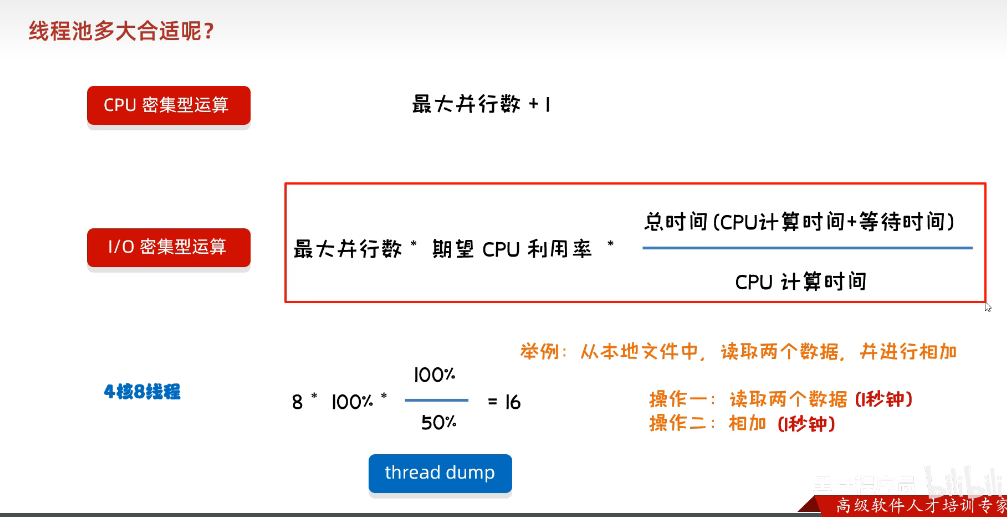 线程池多大合适呢?
CPU 密集型运算
最大并行数 + 1
I/O 密集型运算
最大并行数 * 期望 CPU 利用率 *
总时间 (CPU计算时间+等待时间)
CPU 计算时间
举例: 从本地文件中, 读取两个数据, 并进行相加
4核8线程
8 * 100% *
100%
50%
= 16
操作一: 读取两个数据 (1秒钟)
操作二: 相加 (1秒钟)
thread dump
bilibili
高级软件人才培训专家